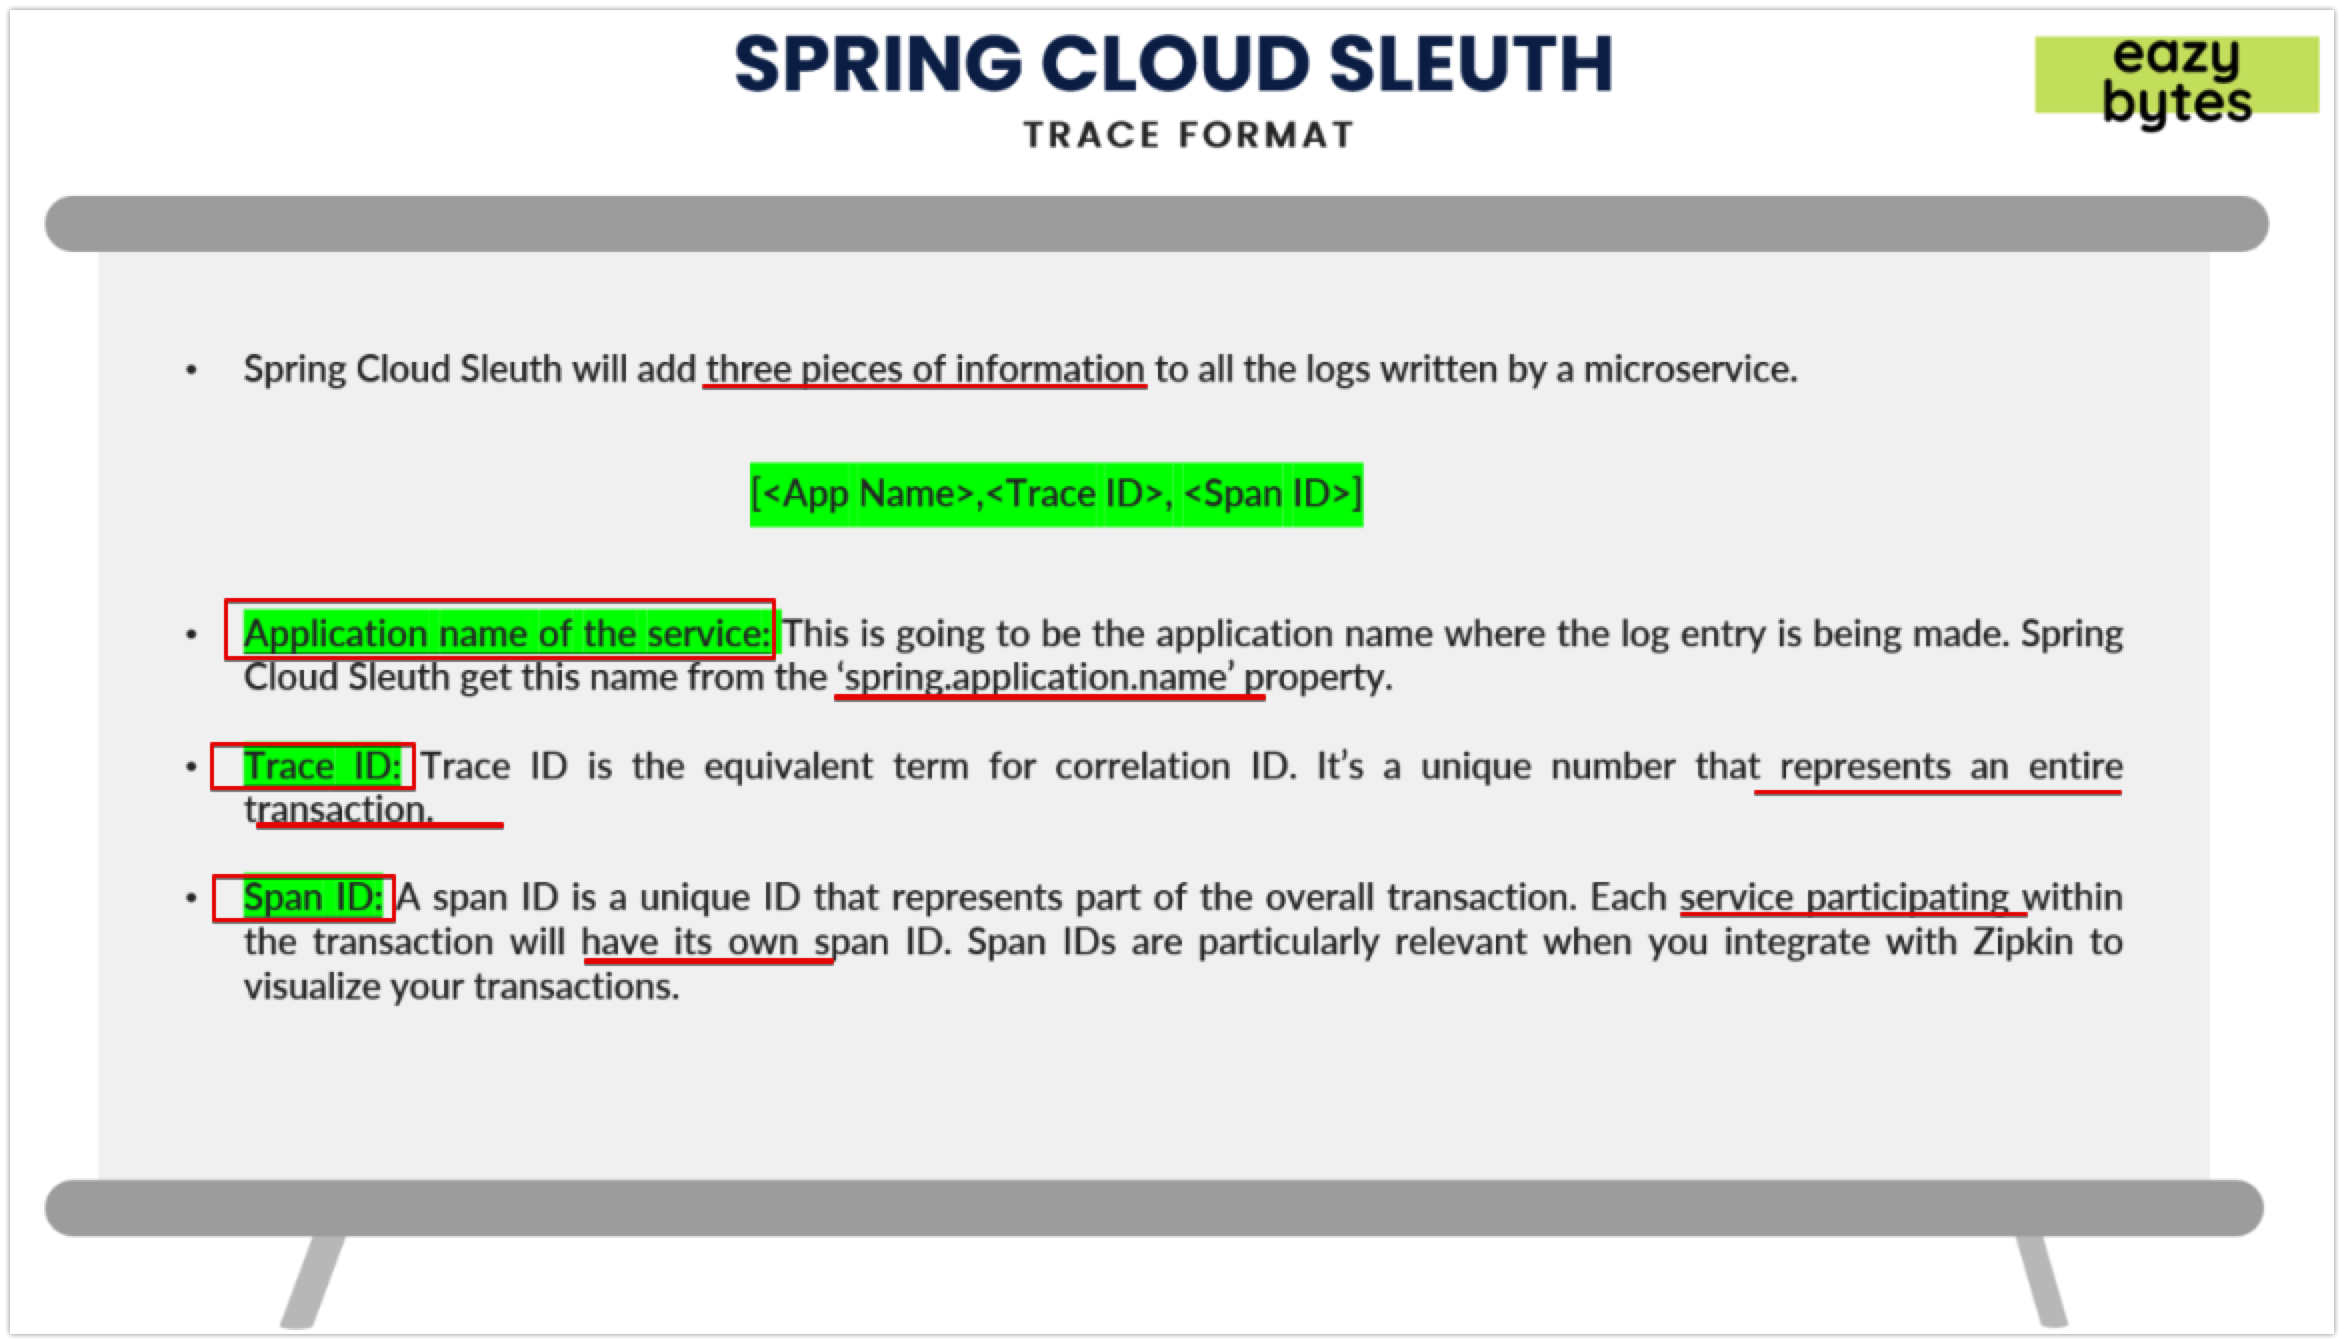 SPRING CLOUD SLEUTH
TRACE FORMAT
eazy
bytes
• Spring Cloud Sleuth will add three pieces of information to all the logs written by a microservice.
[<App Name>,<Trace ID>, <Span ID>]
• Application name of the service: This is going to be the application name where the log entry is being made. Spring
Cloud Sleuth get this name from the ‘spring.application.name’ property.
• Trace ID: Trace ID is the equivalent term for correlation ID. It’s a unique number that represents an entire
transaction.
• Span ID: A span ID is a unique ID that represents part of the overall transaction. Each service participating within
the transaction will have its own span ID. Span IDs are particularly relevant when you integrate with Zipkin to
visualize your transactions.